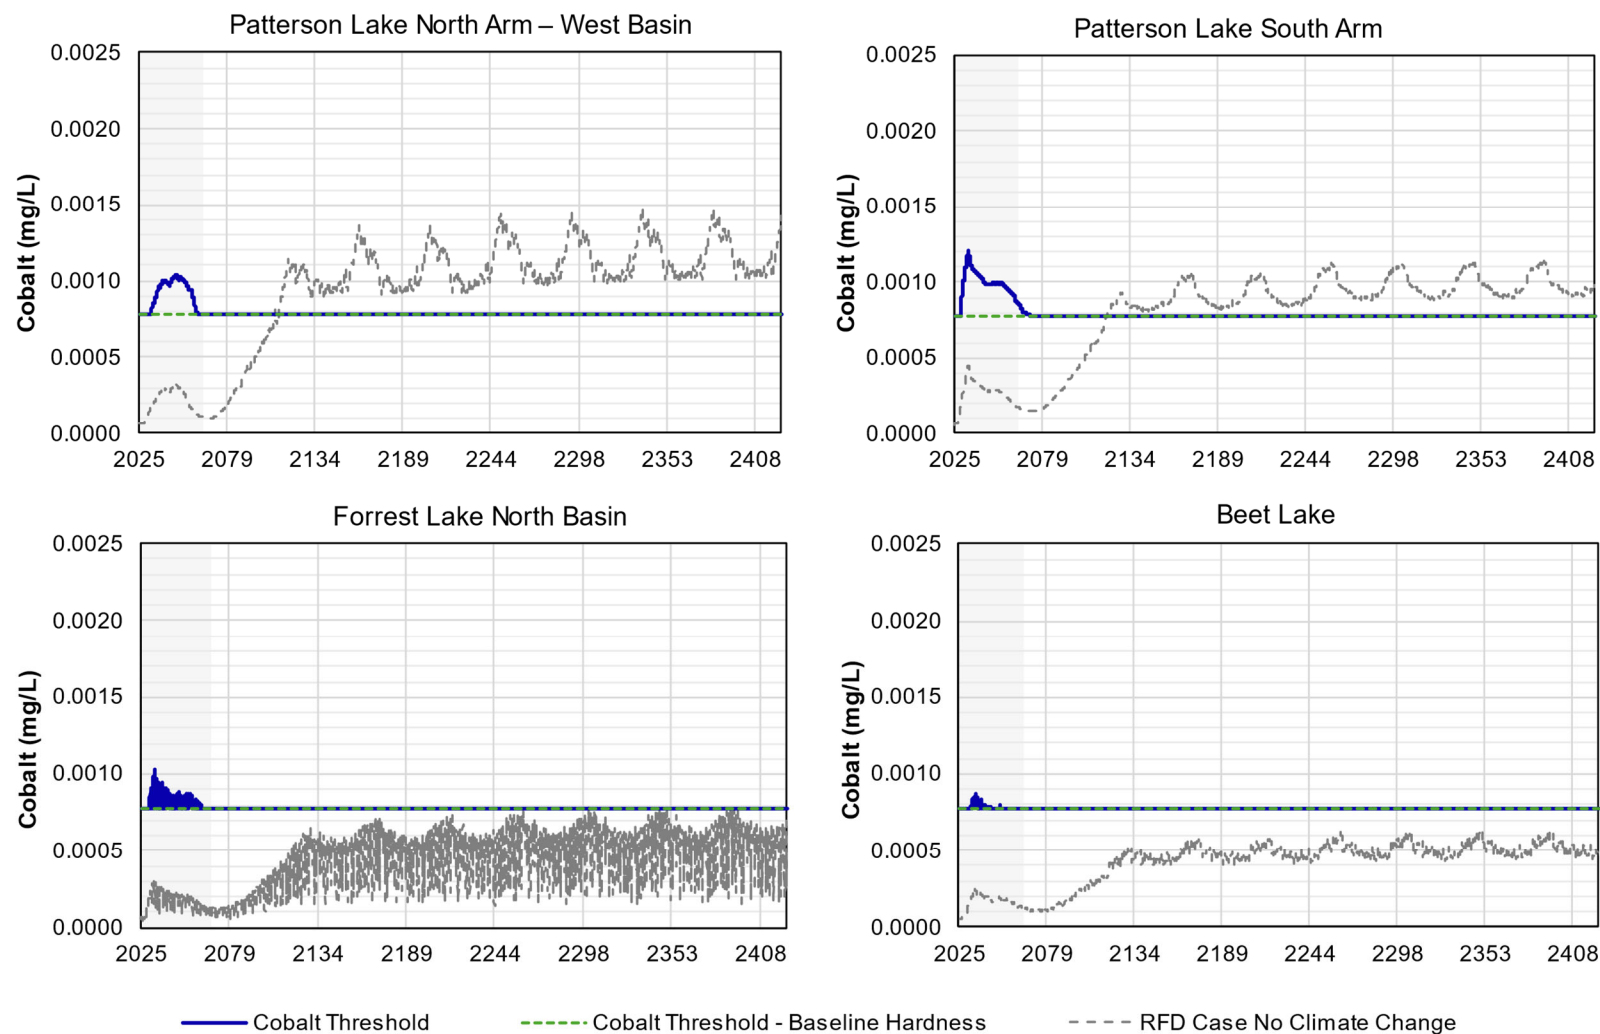 Patterson Lake North Arm – West Basin
Cobalt (mg/L)
0.0025
0.0020
0.0015
0.0010
0.0005
0.0000
2025 2079 2134 2189 2244 2298 2353 2408
Patterson Lake South Arm
Cobalt (mg/L)
0.0025
0.0020
0.0015
0.0010
0.0005
0.0000
2025 2079 2134 2189 2244 2298 2353 2408
Forrest Lake North Basin
Cobalt (mg/L)
0.0025
0.0020
0.0015
0.0010
0.0005
0.0000
2025 2079 2134 2189 2244 2298 2353 2408
Beet Lake
Cobalt (mg/L)
0.0025
0.0020
0.0015
0.0010
0.0005
0.0000
2025 2079 2134 2189 2244 2298 2353 2408
Cobalt Threshold
Cobalt Threshold - Baseline Hardness
RFD Case No Climate Change